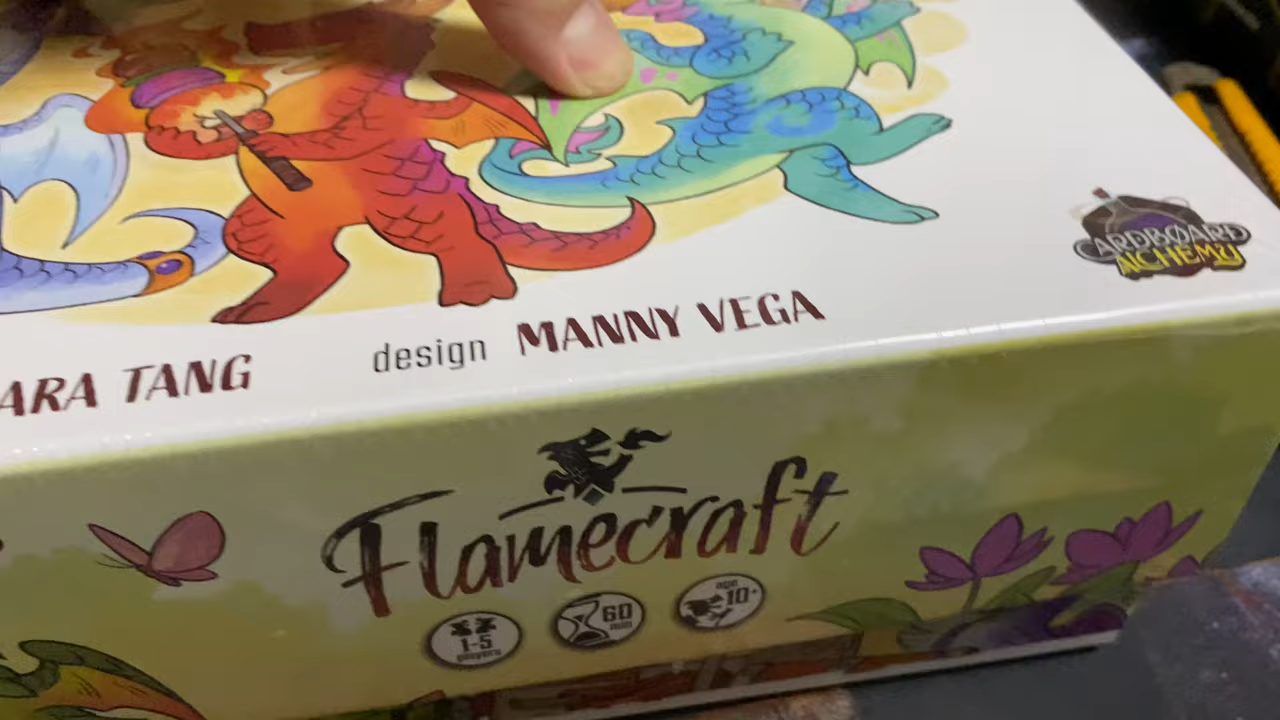 CARDBOARD
ALCHEMY
ARA TANG
design MANNY VEGA
Flamecraft
1-5
players
60
min
age
10+